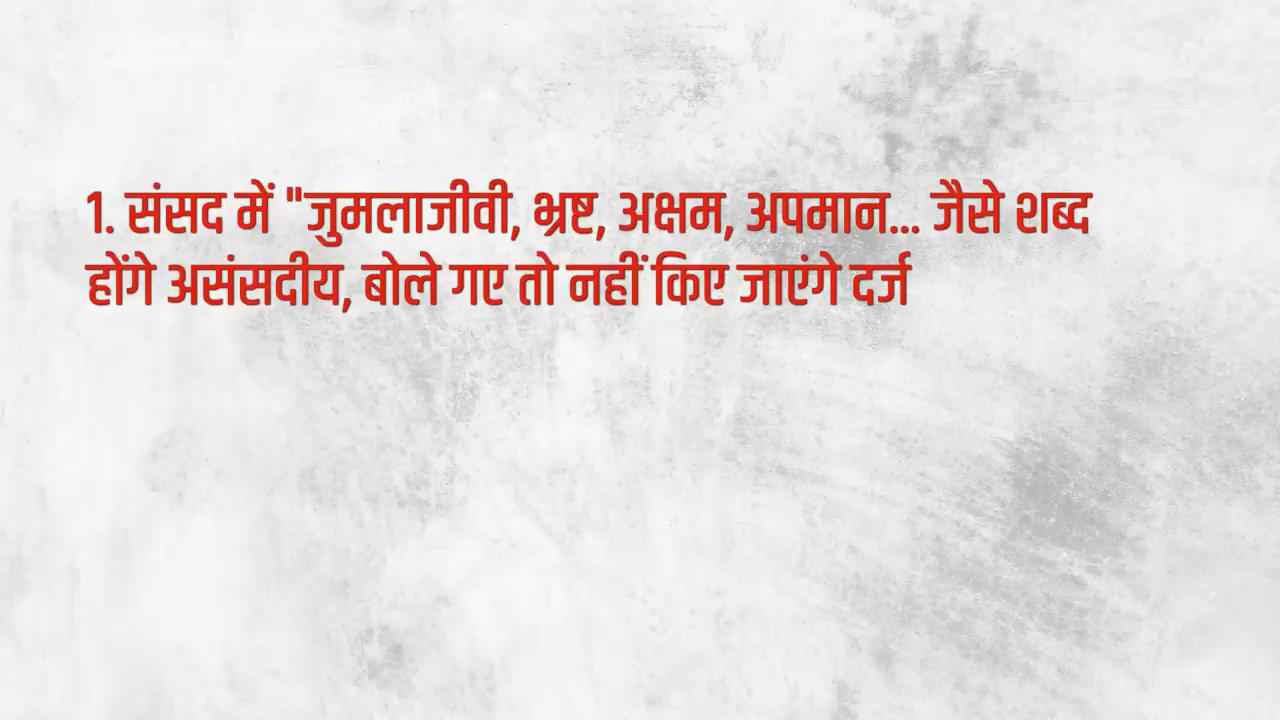 1. संसद में "जुमलाजीवी, भ्रष्ट, अक्षम, अपमान... जैसे शब्द
होंगे असंसदीय, बोले गए तो नहीं किए जाएंगे दर्ज